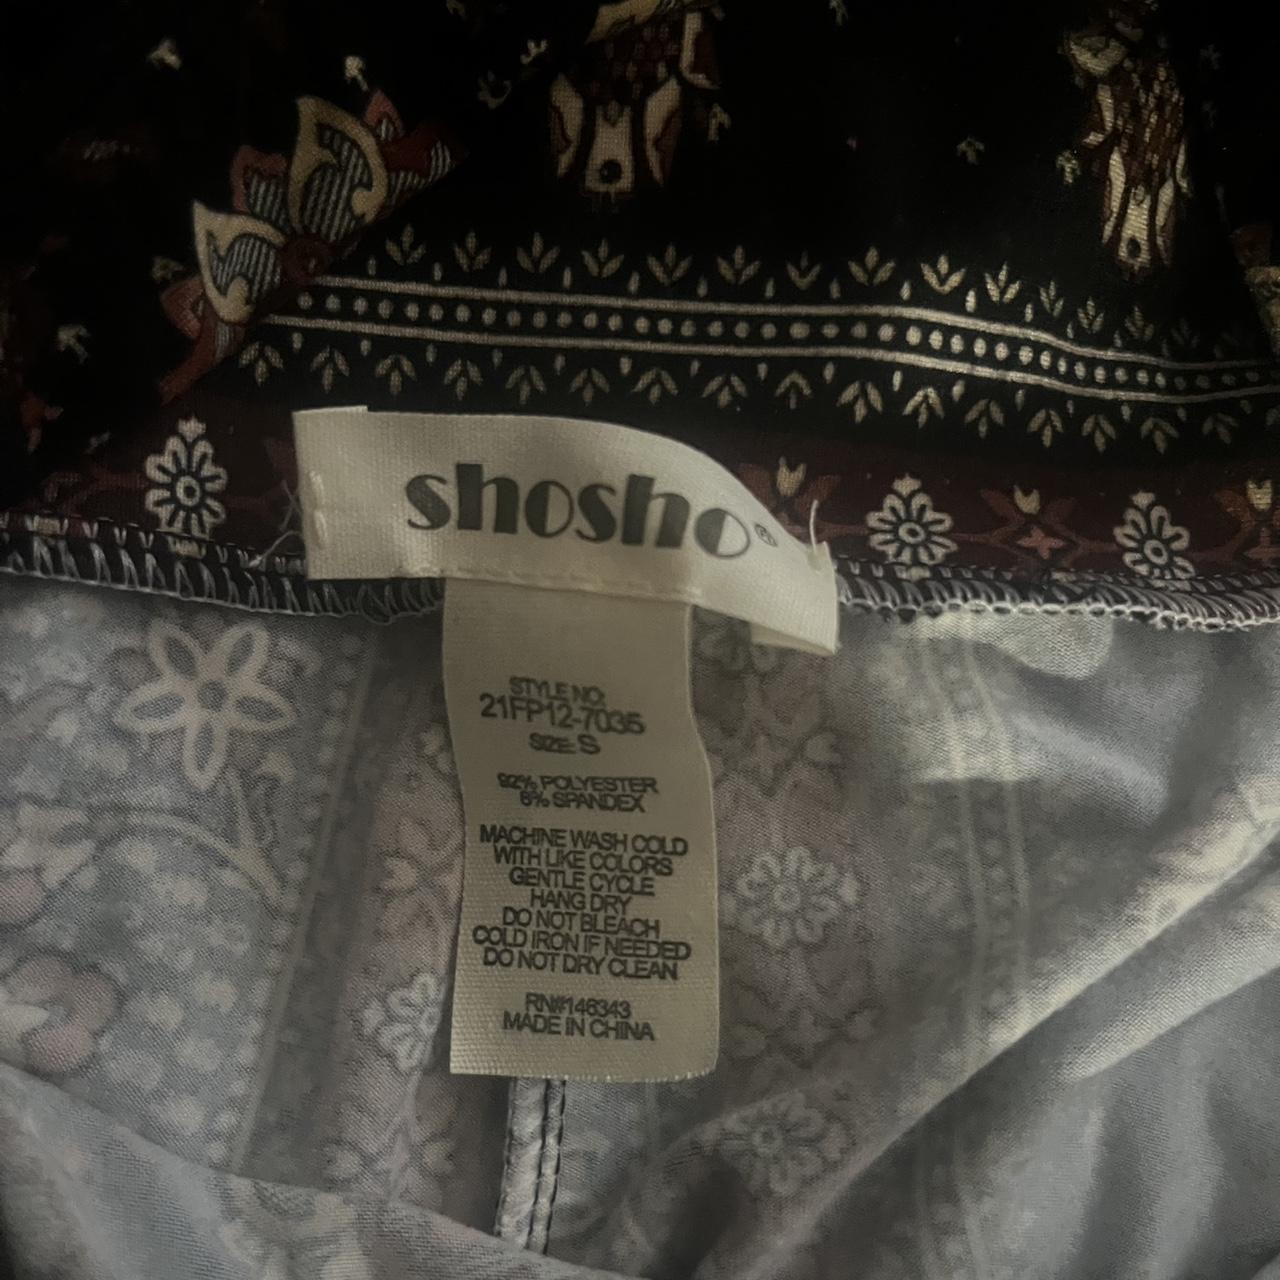 shosho®
STYLE NO:
21FP12-7035
SIZE: S
92% POLYESTER
8% SPANDEX
MACHINE WASH COLD
WITH LIKE COLORS
GENTLE CYCLE
HANG DRY
DO NOT BLEACH
COLD IRON IF NEEDED
DO NOT DRY CLEAN
RN#146343
MADE IN CHINA